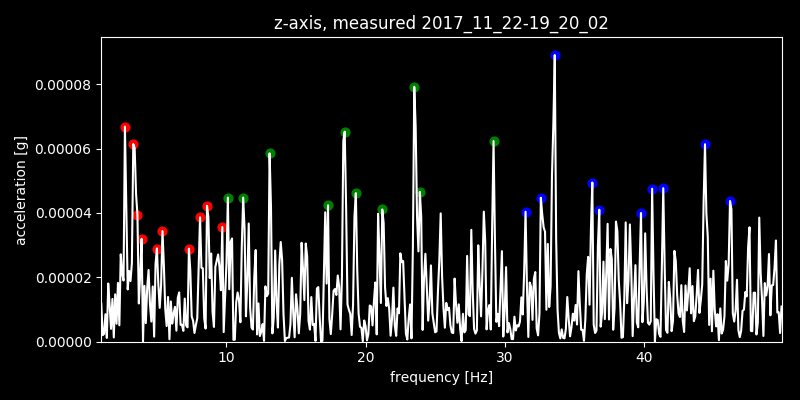 z-axis, measured 2017_11_22-19_20_02
0.00008
0.00006
0.00004
0.00002
0.00000
acceleration [g]
10 20 30 40
frequency [Hz]